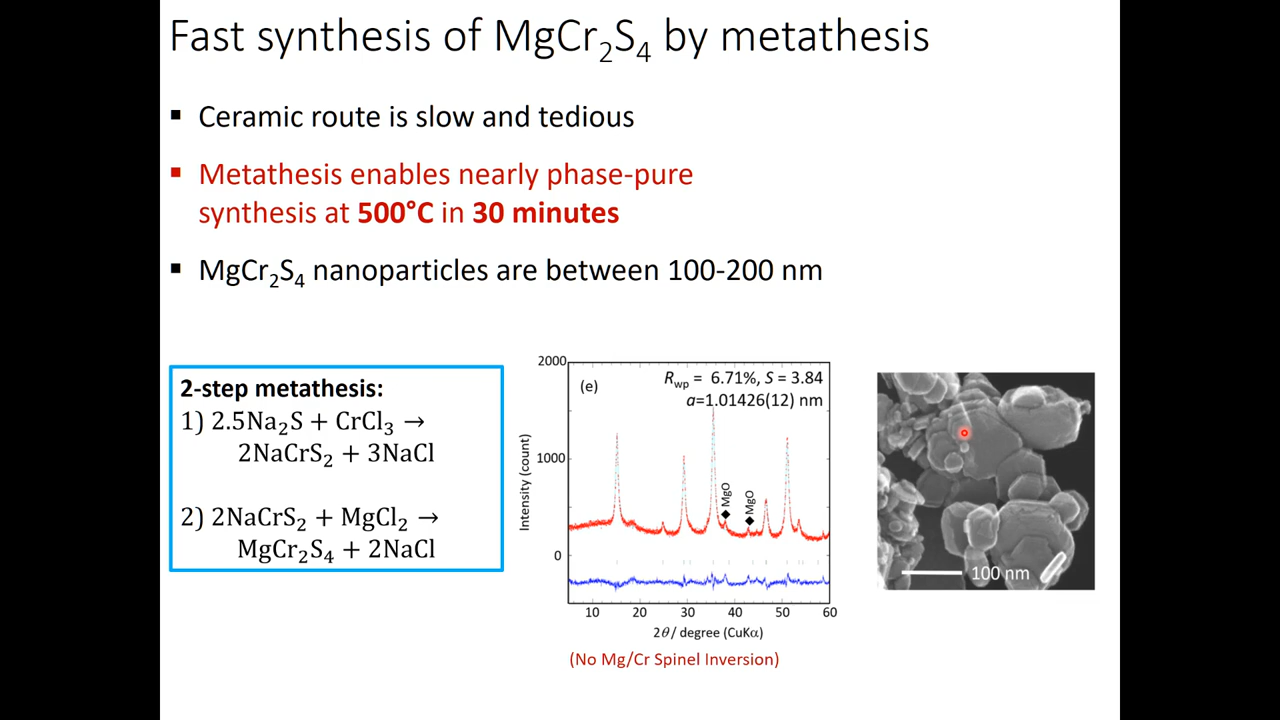 Fast synthesis of MgCr₂S₄ by metathesis
▪ Ceramic route is slow and tedious
▪ Metathesis enables nearly phase-pure
synthesis at 500°C in 30 minutes
▪ MgCr₂S₄ nanoparticles are between 100-200 nm
2-step metathesis:
1) 2.5Na₂S + CrCl₃ →
2NaCrS₂ + 3NaCl
2) 2NaCrS₂ + MgCl₂ →
MgCr₂S₄ + 2NaCl
(e)
R_wp = 6.71%, S = 3.84
a=1.01426(12) nm
Intensity (count)
2000
1000
0
MgO
MgO
10 20 30 40 50 60
2θ / degree (CuKα)
(No Mg/Cr Spinel Inversion)
100 nm